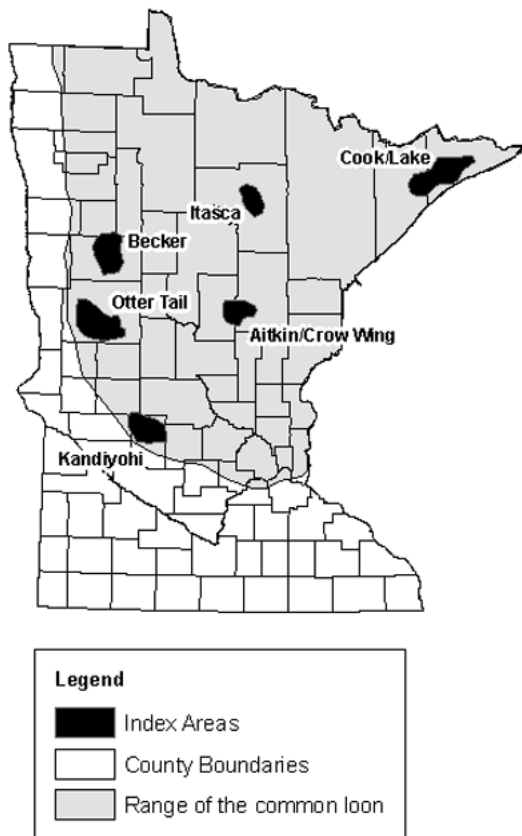 Cook/Lake
Itasca
Becker
Otter Tail
Aitkin/Crow Wing
Kandiyohi
Legend
Index Areas
County Boundaries
Range of the common loon